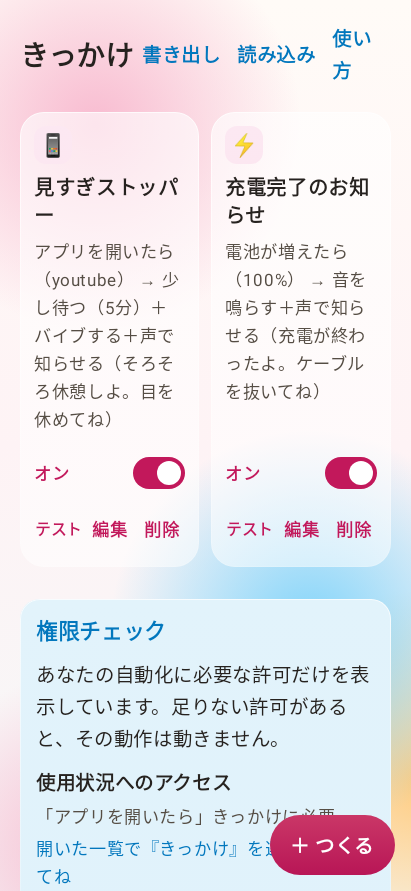 きっかけ 書き出し 読み込み 使い方
見すぎストッパ
ー
アプリを開いたら
（youtube） → 少
し待つ（5分）＋
バイブする＋声で
知らせる（そろそ
ろ休憩しよ。目を
休めてね）
オン
テスト 編集 削除
充電完了のお知
らせ
電池が増えたら
（100%） → 音を
鳴らす＋声で知ら
せる（充電が終わ
ったよ。ケーブル
を抜いてね）
オン
テスト 編集 削除
権限チェック
あなたの自動化に必要な許可だけを表
示しています。足りない許可がある
と、その動作は動きません。
使用状況へのアクセス
「アプリを開いたら」きっかけに必要
開いた一覧で『きっかけ』を
てね
＋ つくる